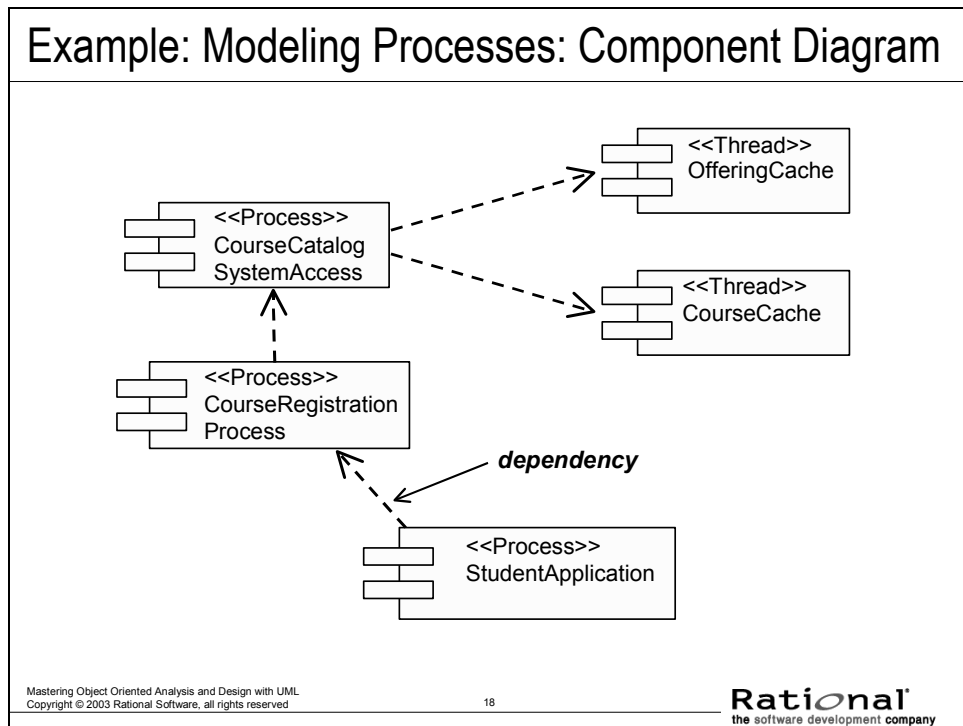 Example: Modeling Processes: Component Diagram
<<Thread>>
OfferingCache
<<Process>>
CourseCatalog
SystemAccess
<<Thread>>
CourseCache
<<Process>>
CourseRegistration
Process
dependency
<<Process>>
StudentApplication
Mastering Object Oriented Analysis and Design with UML
Copyright © 2003 Rational Software, all rights reserved
18
Rational
the software development company